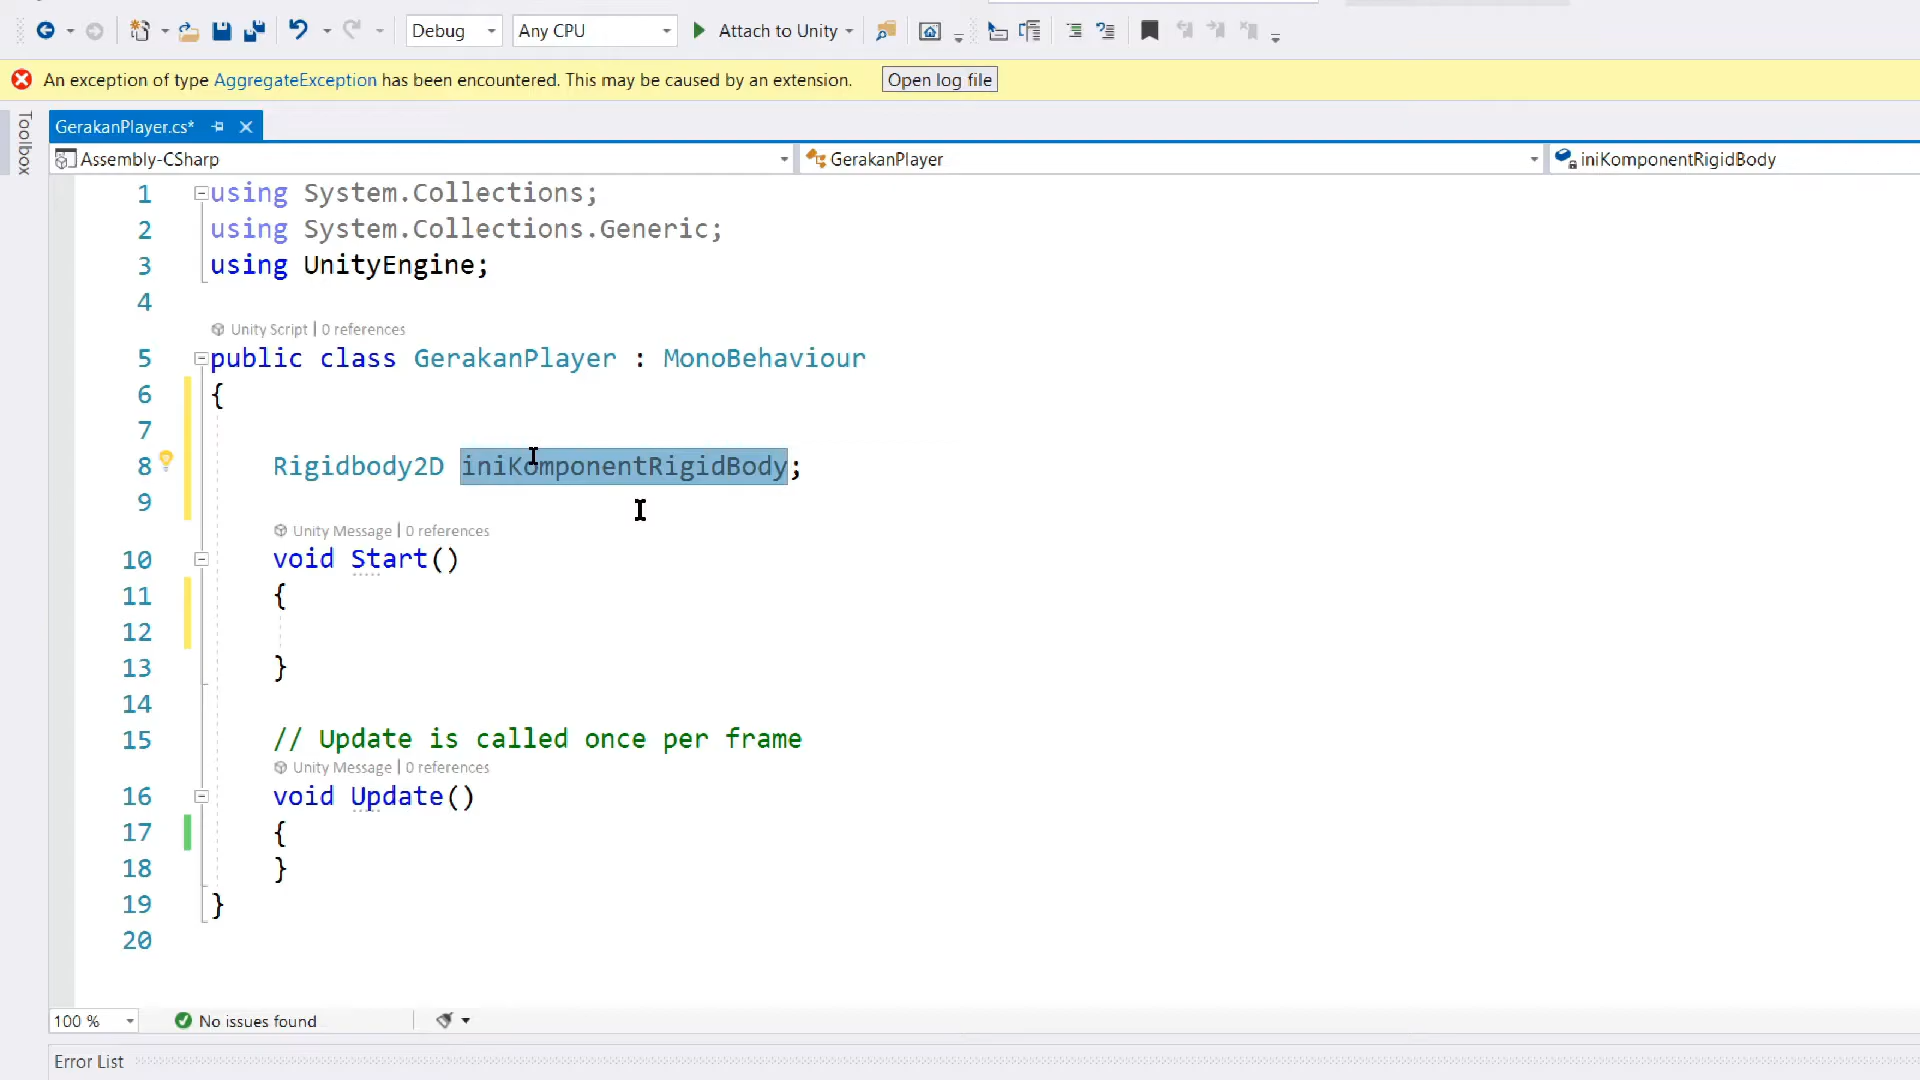 Debug Any CPU Attach to Unity
An exception of type AggregateException has been encountered. This may be caused by an extension. Open log file
Toolbox
GerakanPlayer.cs*
Assembly-CSharp GerakanPlayer iniKomponentRigidBody
1 using System.Collections;
2 using System.Collections.Generic;
3 using UnityEngine;
4
Unity Script | 0 references
5 public class GerakanPlayer : MonoBehaviour
6 {
7
8 Rigidbody2D iniKomponentRigidBody;
9
Unity Message | 0 references
10 void Start()
11 {
12
13 }
14
15 // Update is called once per frame
Unity Message | 0 references
16 void Update()
17 {
18 }
19 }
20
100 % No issues found
Error List